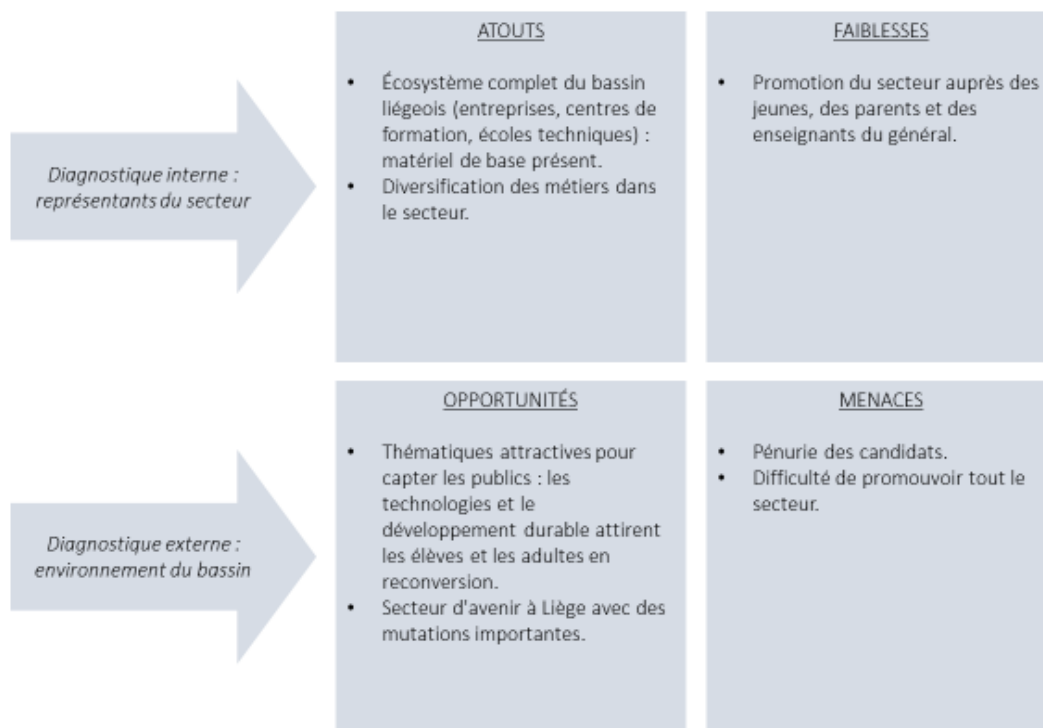 Diagnostique interne :
représentants du secteur
ATOUTS
• Écosystème complet du bassin
liégeois (entreprises, centres de
formation, écoles techniques) :
matériel de base présent.
• Diversification des métiers dans
le secteur.
FAIBLESSES
• Promotion du secteur auprès des
jeunes, des parents et des
enseignants du général.
Diagnostique externe :
environnement du bassin
OPPORTUNITÉS
• Thématiques attractives pour
capter les publics : les
technologies et le
développement durable attirent
les élèves et les adultes en
reconversion.
• Secteur d'avenir à Liège avec des
mutations importantes.
MENACES
• Pénurie des candidats.
• Difficulté de promouvoir tout le
secteur.